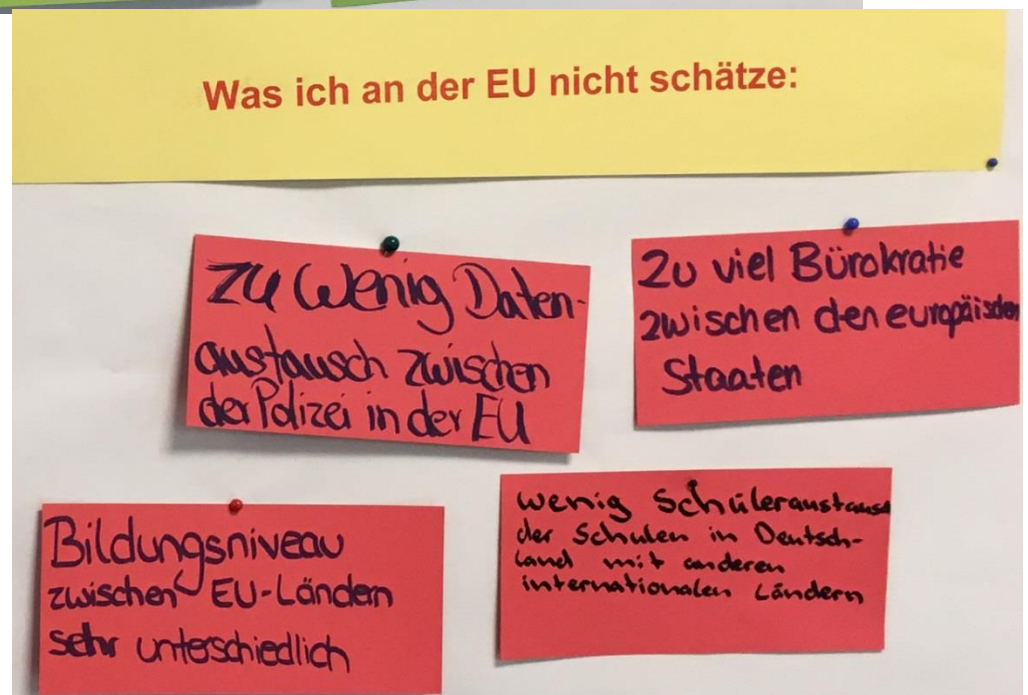 Was ich an der EU nicht schätze:
Zu wenig Daten-
austausch zwischen
der Polizei in der EU
Zu viel Bürokratie
zwischen den europäischen
Staaten
Bildungsniveau
zwischen EU-Ländern
sehr unterschiedlich
wenig Schüleraustausch
der Schulen in Deutsch-
land mit anderen
internationalen Ländern